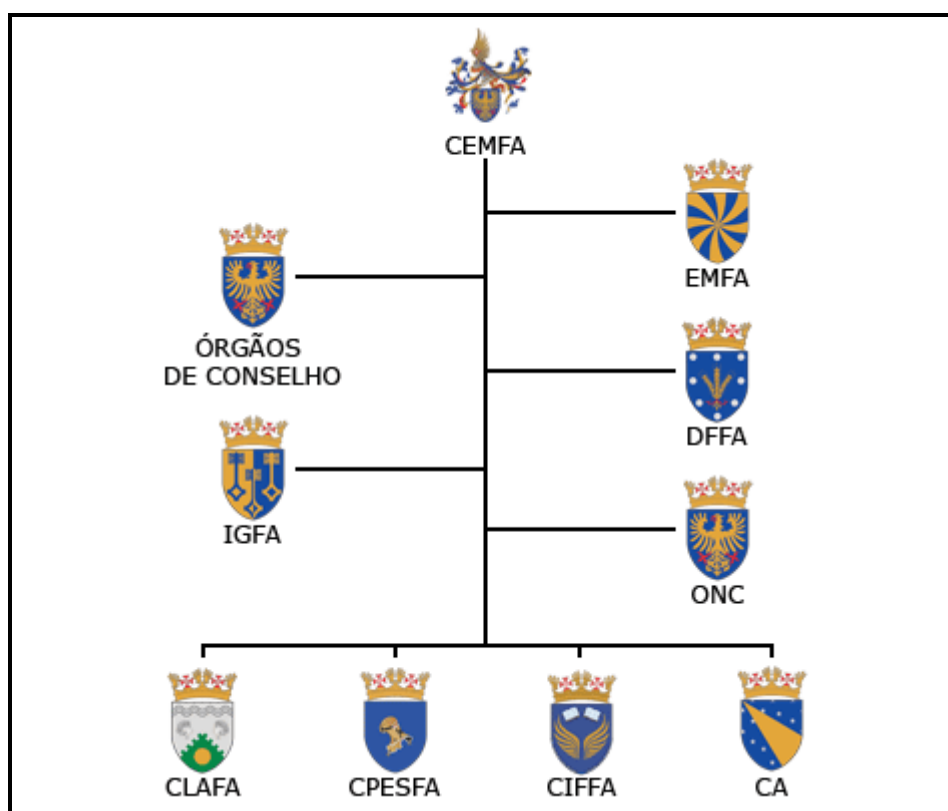 CEMFA
EMFA
ÓRGÃOS
DE CONSELHO
DFFA
IGFA
ONC
CLAFA
CPESFA
CIFFA
CA